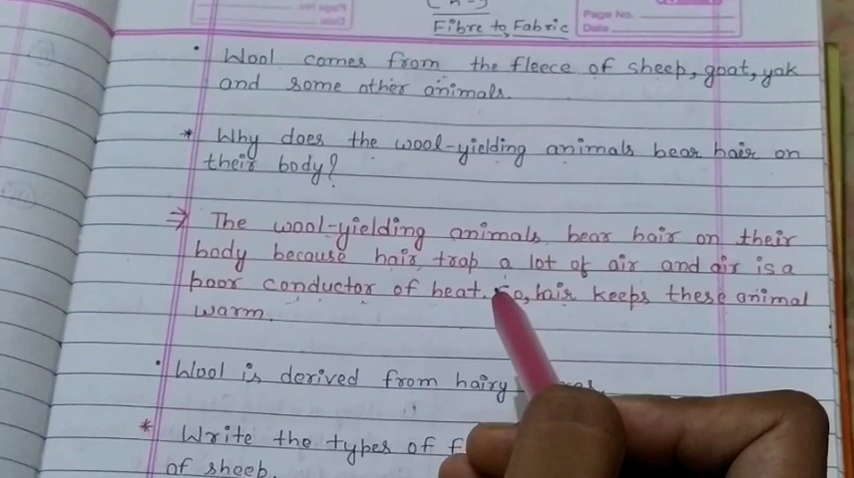 Fibre to Fabric
Page No.
Date
• Wool comes from the fleece of sheep, goat, yak
and some other animals.
* Why does the wool-yielding animals bear hair on
their body?
⇒ The wool-yielding animals bear hair on their
body because hair trap a lot of air and air is a
poor conductor of heat. So, hair keeps these animal
warm.
• Wool is derived from hairy
* Write the types of
of sheep.